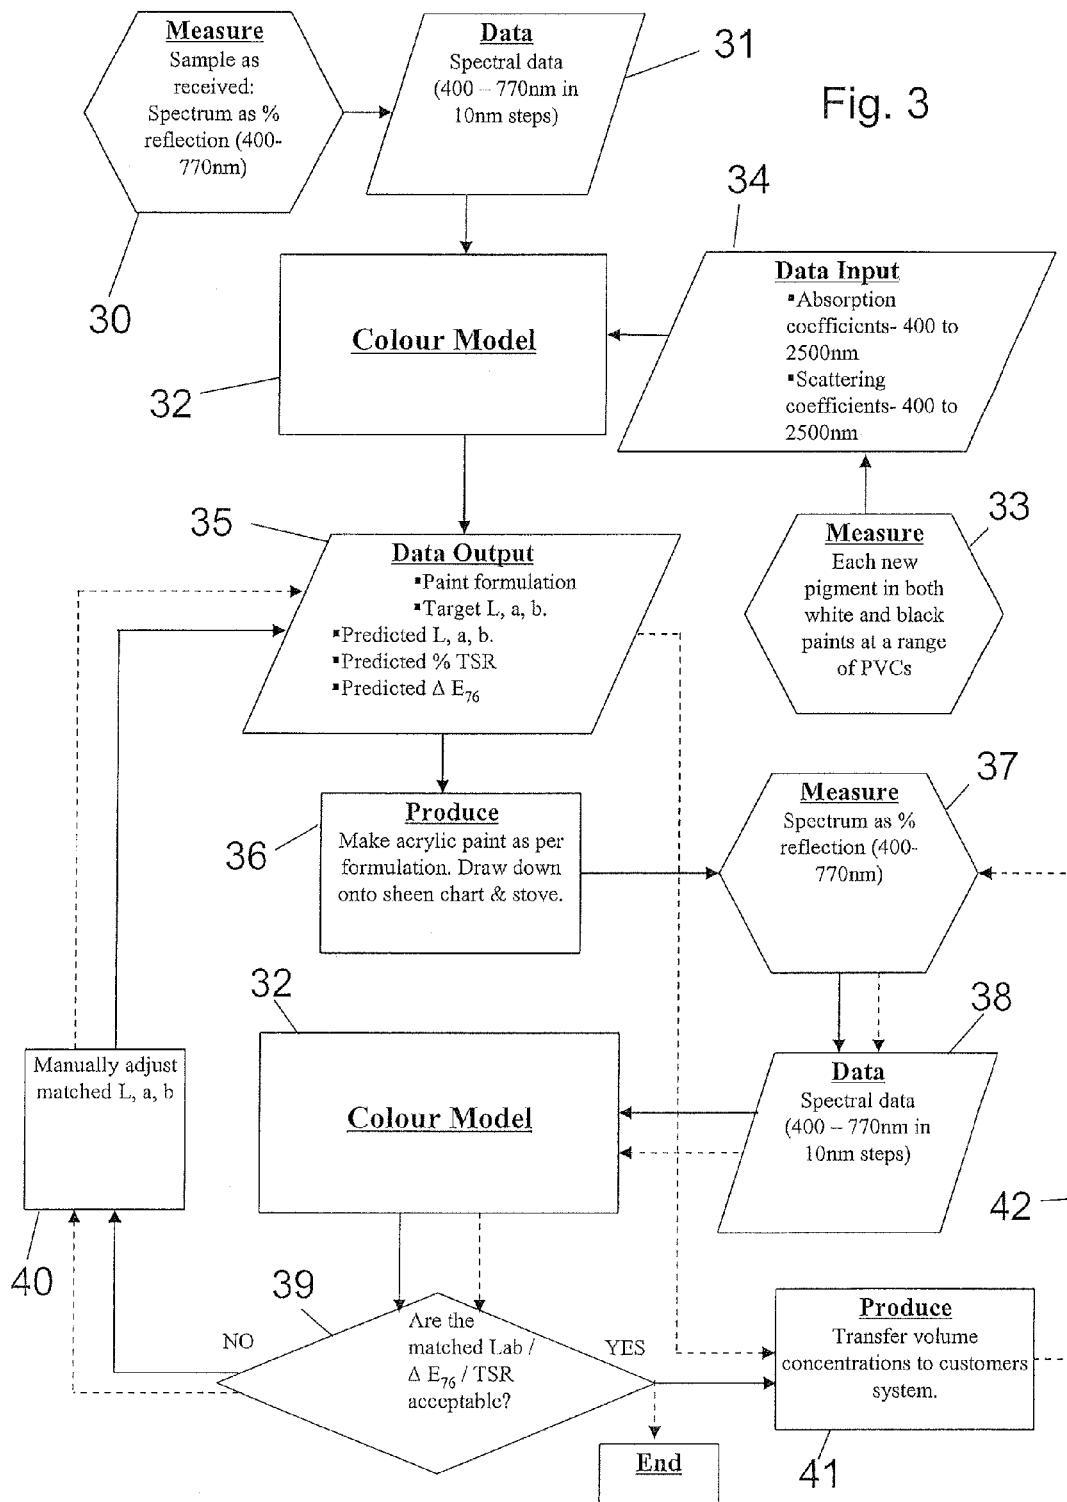 Measure
Sample as
received:
Spectrum as %
reflection (400-
770nm)
30
Data
Spectral data
(400 – 770nm in
10nm steps)
31
Fig. 3
Colour Model
32
34
Data Input
▪Absorption
coefficients- 400 to
2500nm
▪Scattering
coefficients- 400 to
2500nm
33
Measure
Each new
pigment in both
white and black
paints at a range
of PVCs
35
Data Output
▪Paint formulation
▪Target L, a, b.
▪Predicted L, a, b.
▪Predicted % TSR
▪Predicted Δ E76
36
Produce
Make acrylic paint as per
formulation. Draw down
onto sheen chart & stove.
37
Measure
Spectrum as %
reflection (400-
770nm)
38
Data
Spectral data
(400 – 770nm in
10nm steps)
32
Colour Model
Manually adjust
matched L, a, b
40
42
39
Are the
matched Lab /
Δ E76 / TSR
acceptable?
NO
YES
Produce
Transfer volume
concentrations to customers
system.
41
End